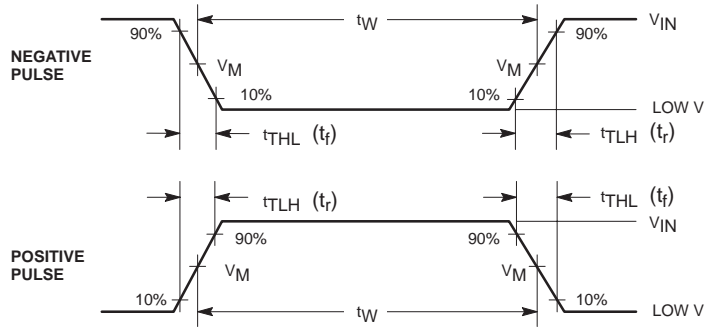 tW
VIN
90%
90%
NEGATIVE
PULSE
VM
VM
10%
10%
LOW V
tTHL (tf)
tTLH (tr)
tTLH (tr)
tTHL (tf)
VIN
90%
90%
POSITIVE
PULSE
VM
VM
10%
10%
tW
LOW V